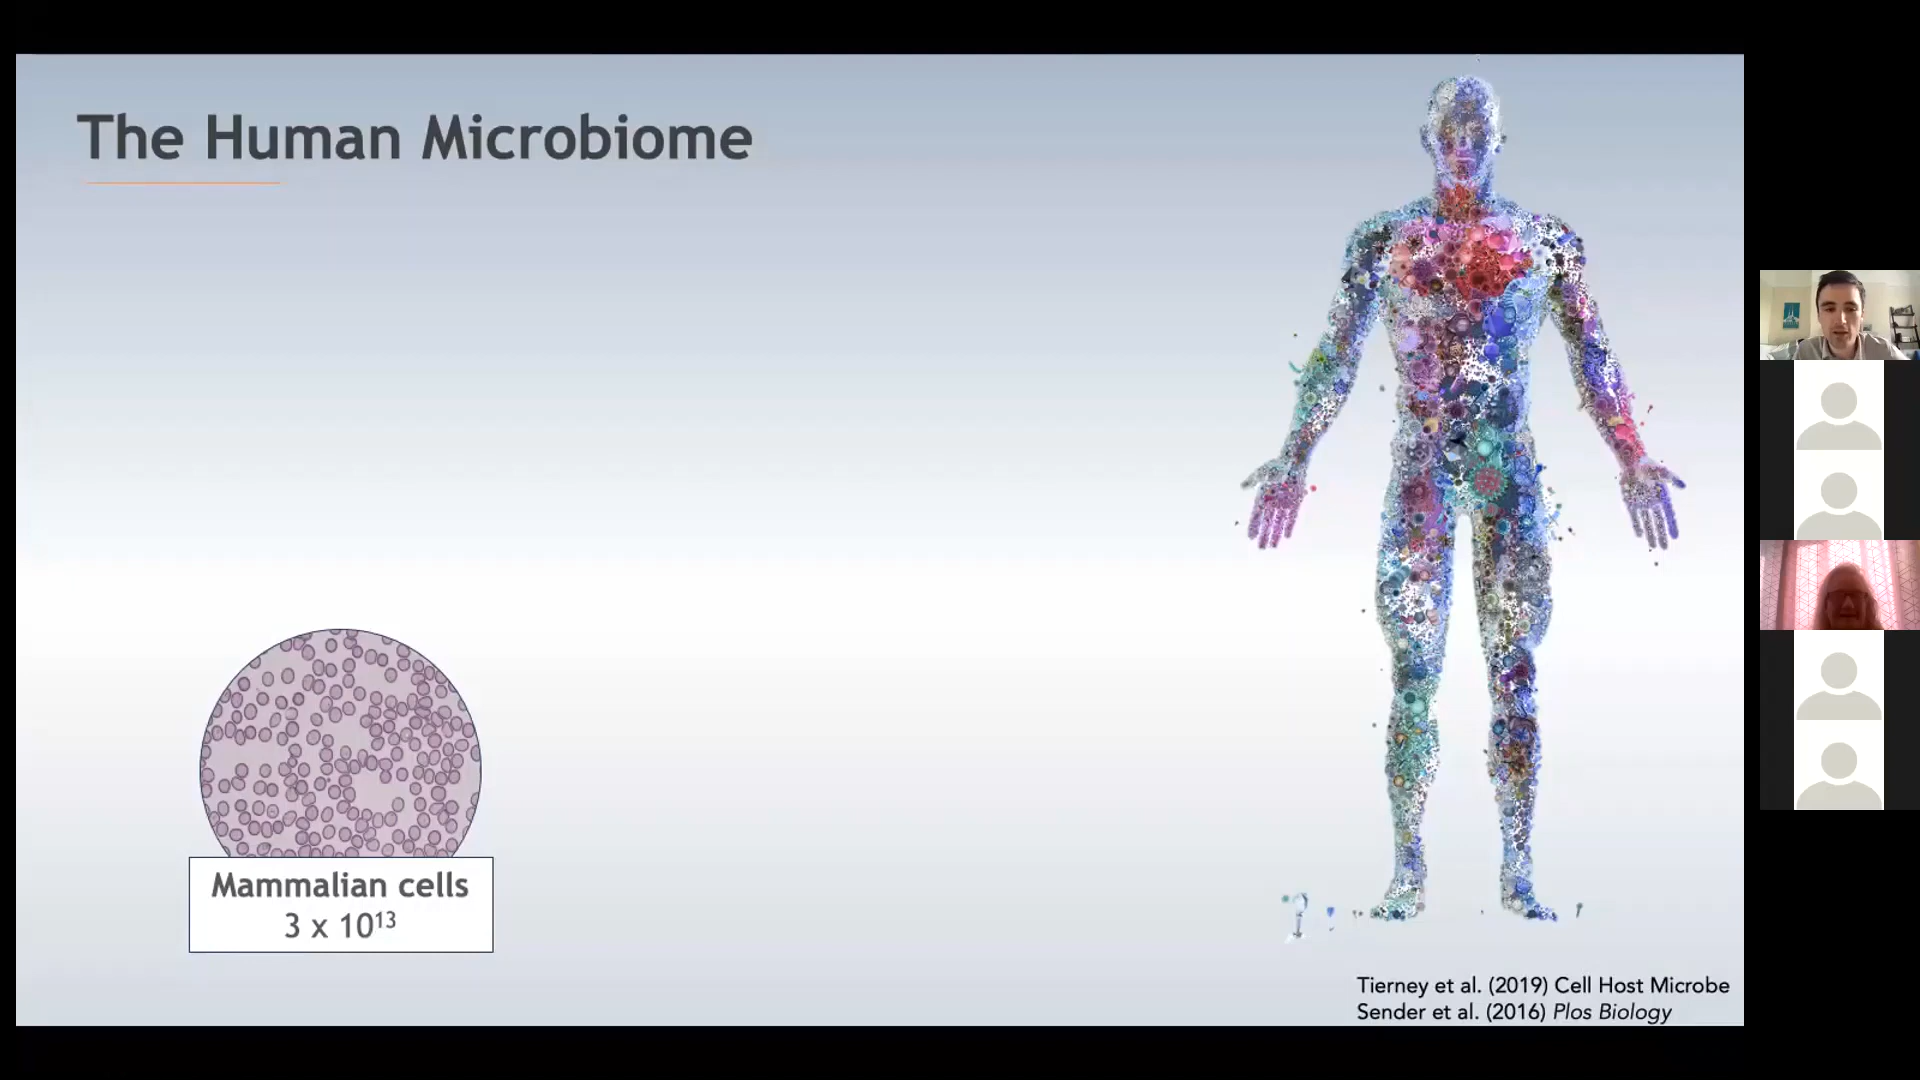 The Human Microbiome
Mammalian cells
3 x 10¹³
Tierney et al. (2019) Cell Host Microbe
Sender et al. (2016) Plos Biology